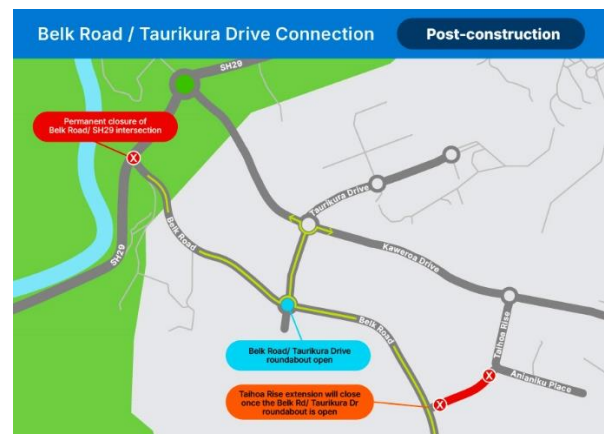 Belk Road / Taurikura Drive Connection
Post-construction
SH29
Permanent closure of
Belk Road/ SH29 intersection
X
Taurikura Drive
Belk Road
SH29
Kaweroa Drive
Belk Road/ Taurikura Drive
roundabout open
Belk Road
Taihoa Rise
X
Aniāniku Place
Taihoa Rise extension will close
once the Belk Rd/ Taurikura Dr
roundabout is open
X